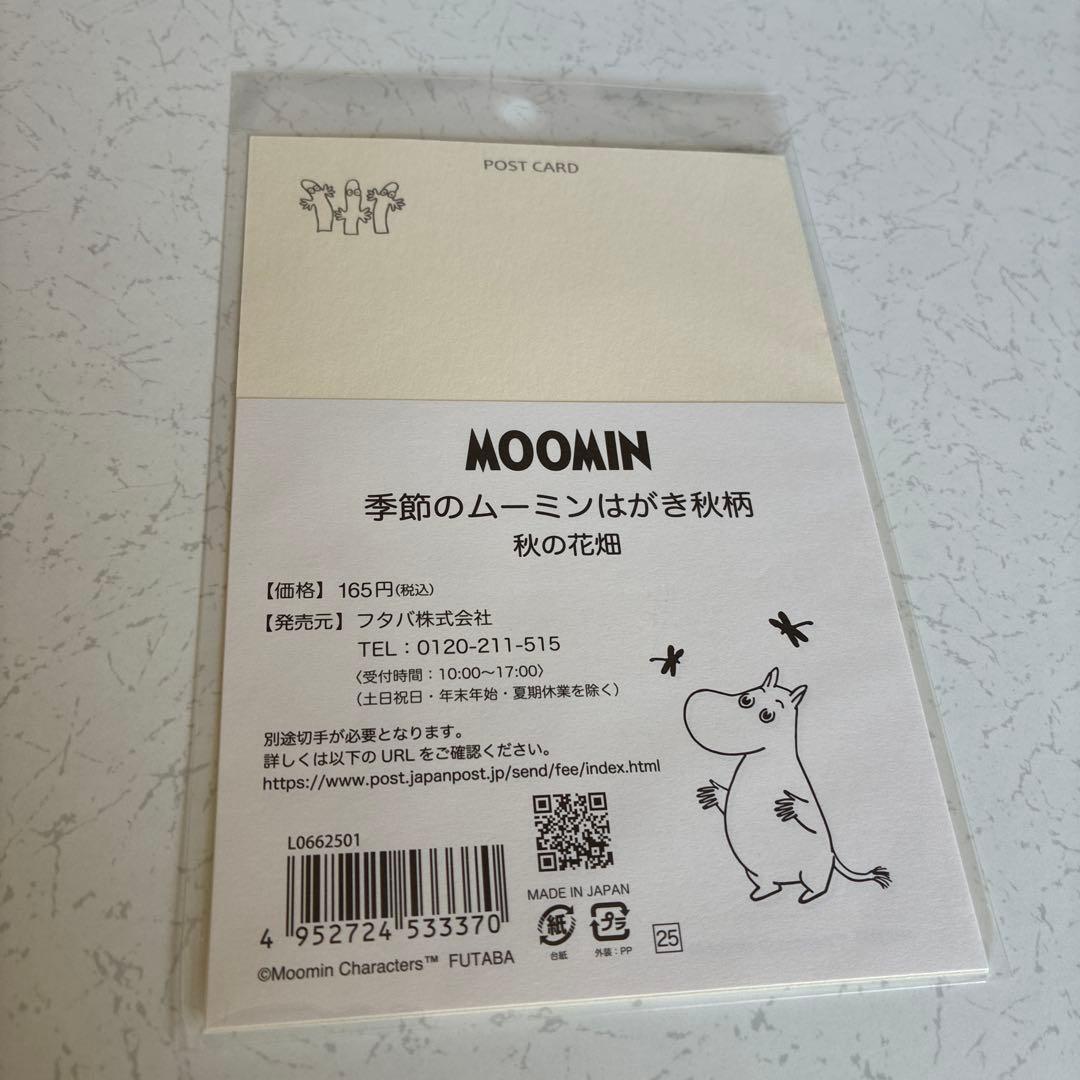 POST CARD
MOOMIN
季節のムーミンはがき秋柄
秋の花畑
【価格】165円(税込)
【発売元】フタバ株式会社
TEL：0120-211-515
〈受付時間：10:00〜17:00〉
（土日祝日・年末年始・夏期休業を除く）
別途切手が必要となります。
詳しくは以下の URL をご確認ください。
https://www.post.japanpost.jp/send/fee/index.html
L0662501
4 952724 533370
MADE IN JAPAN
紙
プラ
25
台紙
外装：PP
©Moomin Characters™ FUTABA